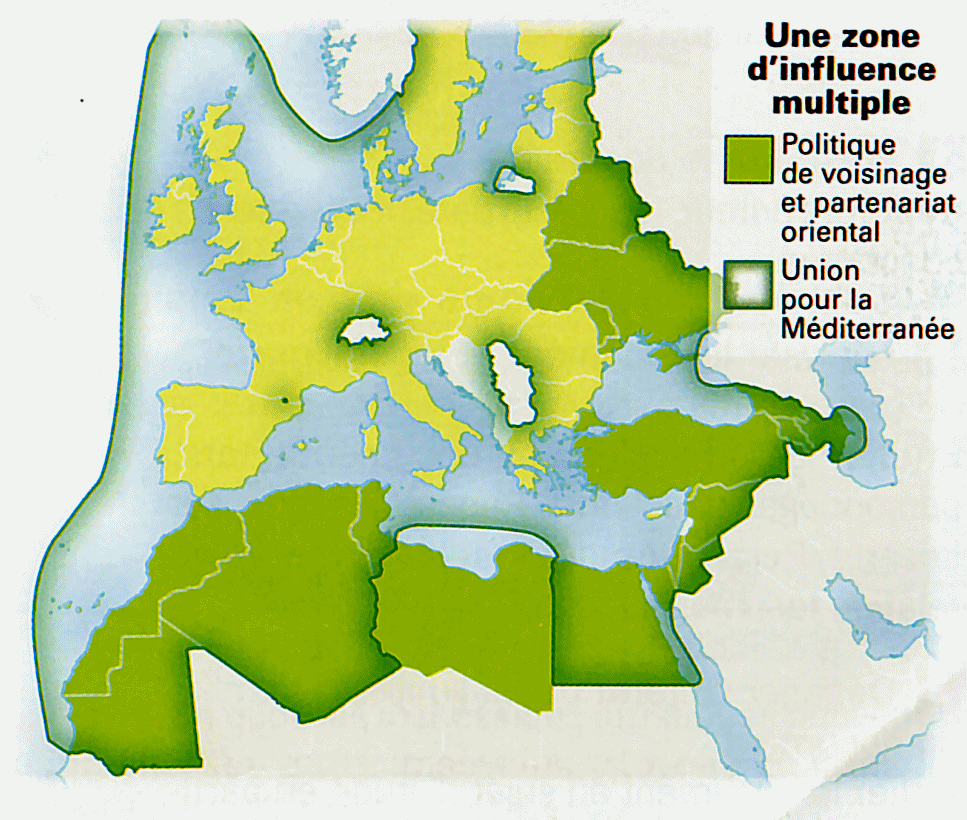 Une zone
d'influence
multiple
Politique
de voisinage
et partenariat
oriental
Union
pour la
Méditerranée